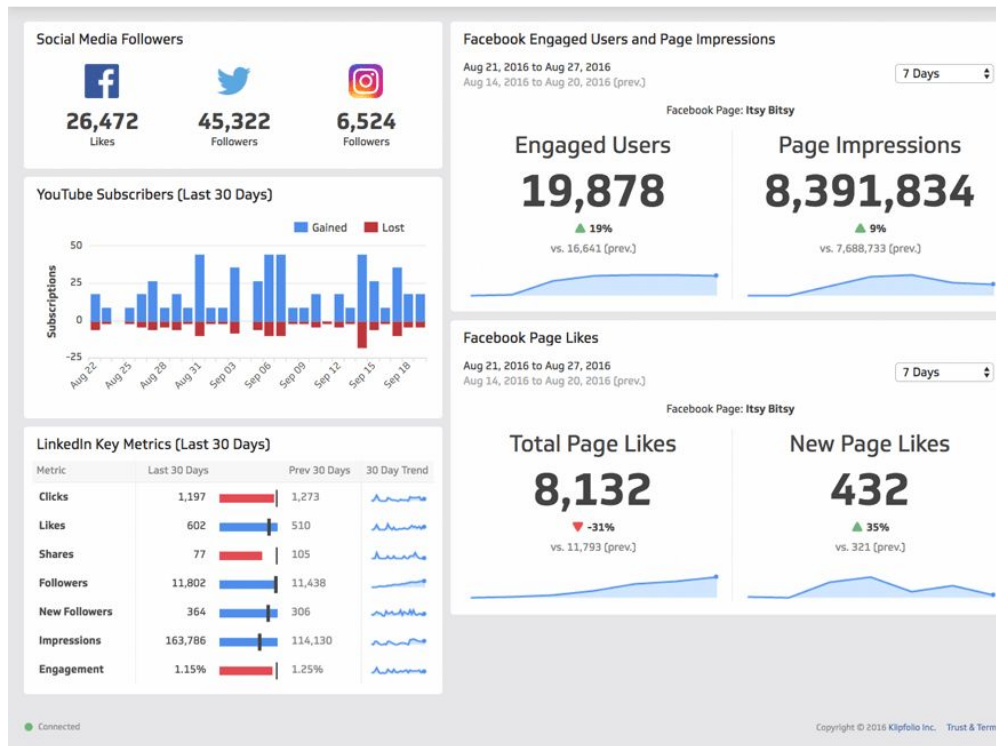 Social Media Followers
26,472
Likes
45,322
Followers
6,524
Followers
YouTube Subscribers (Last 30 Days)
Gained
Lost
Subscriptions
50
25
0
-25
Aug 22
Aug 25
Aug 28
Aug 31
Sep 03
Sep 06
Sep 09
Sep 12
Sep 15
Sep 18
LinkedIn Key Metrics (Last 30 Days)
Metric Last 30 Days Prev 30 Days 30 Day Trend
Clicks 1,197 1,273
Likes 602 510
Shares 77 105
Followers 11,802 11,438
New Followers 364 306
Impressions 163,786 114,130
Engagement 1.15% 1.25%
Facebook Engaged Users and Page Impressions
Aug 21, 2016 to Aug 27, 2016
Aug 14, 2016 to Aug 20, 2016 (prev.)
7 Days
Facebook Page: Itsy Bitsy
Engaged Users
19,878
19%
vs. 16,641 (prev.)
Page Impressions
8,391,834
9%
vs. 7,688,733 (prev.)
Facebook Page Likes
Aug 21, 2016 to Aug 27, 2016
Aug 14, 2016 to Aug 20, 2016 (prev.)
7 Days
Facebook Page: Itsy Bitsy
Total Page Likes
8,132
-31%
vs. 11,793 (prev.)
New Page Likes
432
35%
vs. 321 (prev.)
Connected
Copyright © 2016 Klipfolio Inc. Trust & Term